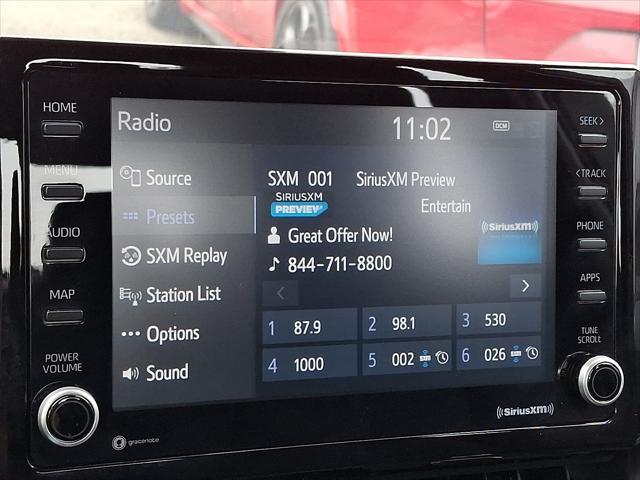 HOME
MENU
AUDIO
MAP
POWER
VOLUME
Radio
11:02
DCM
Source
Presets
SXM Replay
Station List
Options
Sound
SXM 001 SiriusXM Preview
SIRIUSXM
PREVIEW
Entertain
Great Offer Now!
844-711-8800
((SiriusXM))
< >
1 87.9
2 98.1
3 530
4 1000
5 002
6 026
SEEK>
<TRACK
PHONE
APPS
TUNE
SCROLL
((SiriusXM))
gracenote